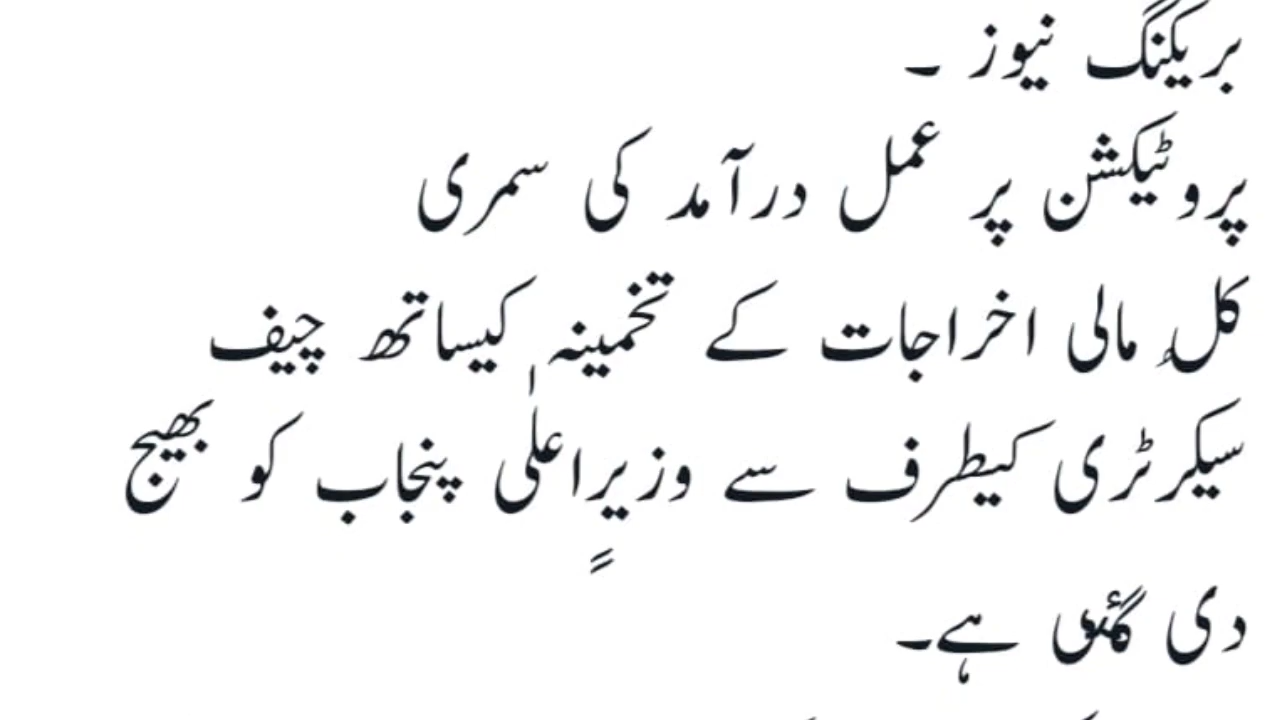 بریکنگ نیوز ۔
پروٹیکشن پر عمل درآمد کی سمری
کل مالی اخراجات کے تخمینہ کیساتھ چیف
سیکرٹری کیطرف سے وزیرِاعلٰی پنجاب کو بھیج
دی گئی ہے۔